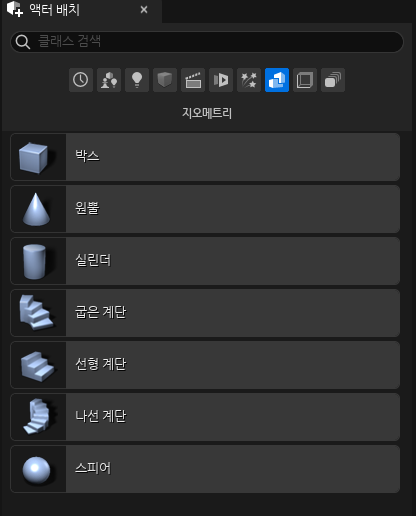 액터 배치
클래스 검색
지오메트리
박스
원뿔
실린더
굽은 계단
선형 계단
나선 계단
스피어